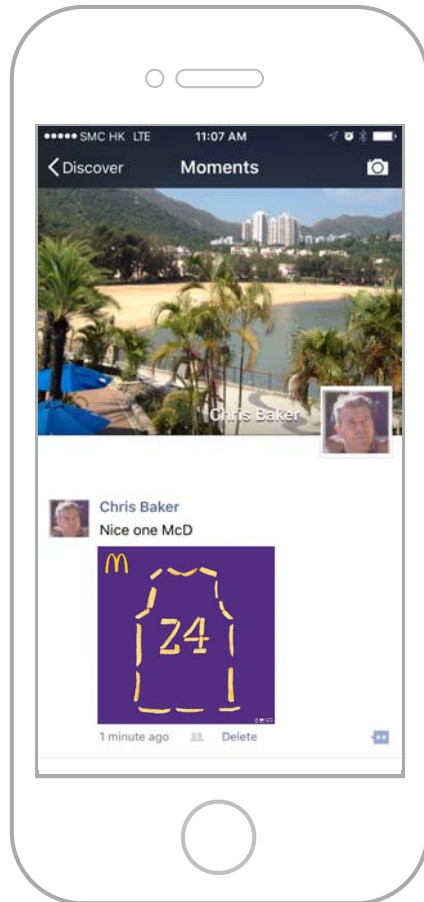 SMC HK LTE 11:07 AM
Discover Moments
Chris Baker
Chris Baker
Nice one McD
24
1 minute ago Delete